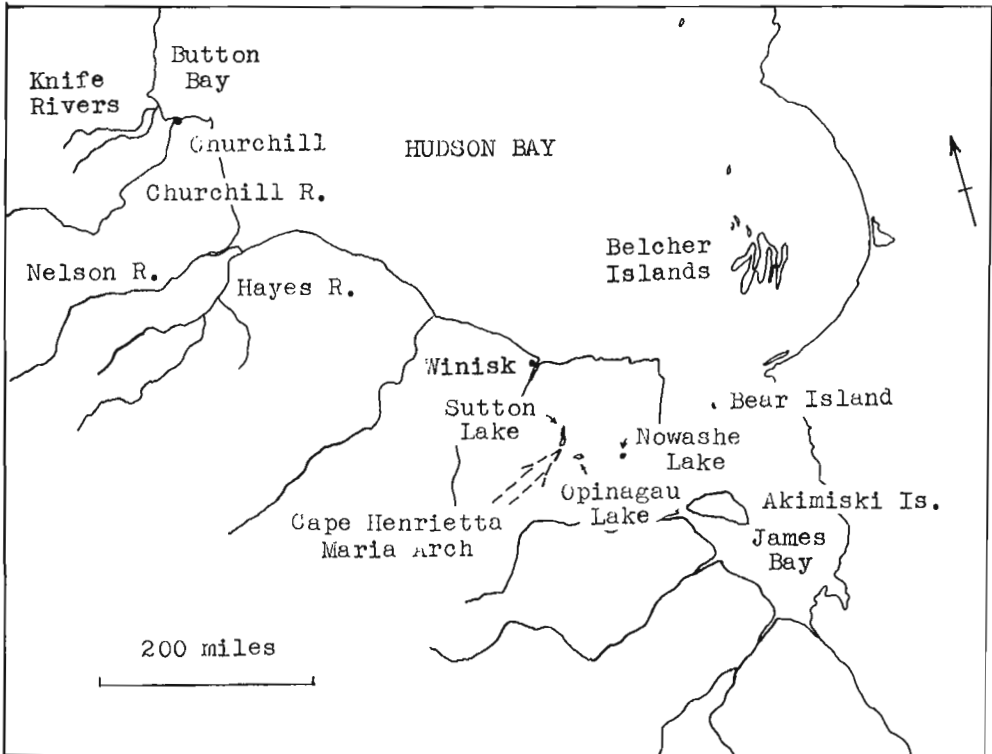 Button
Bay
Knife
Rivers
Churchill
HUDSON BAY
Churchill R.
Belcher
Islands
Nelson R.
Hayes R.
Winisk
Bear Island
Sutton
Lake
Nowashe
Lake
Opinagau
Lake
Akimiski Is.
Cape Henrietta
Maria Arch
James
Bay
200 miles